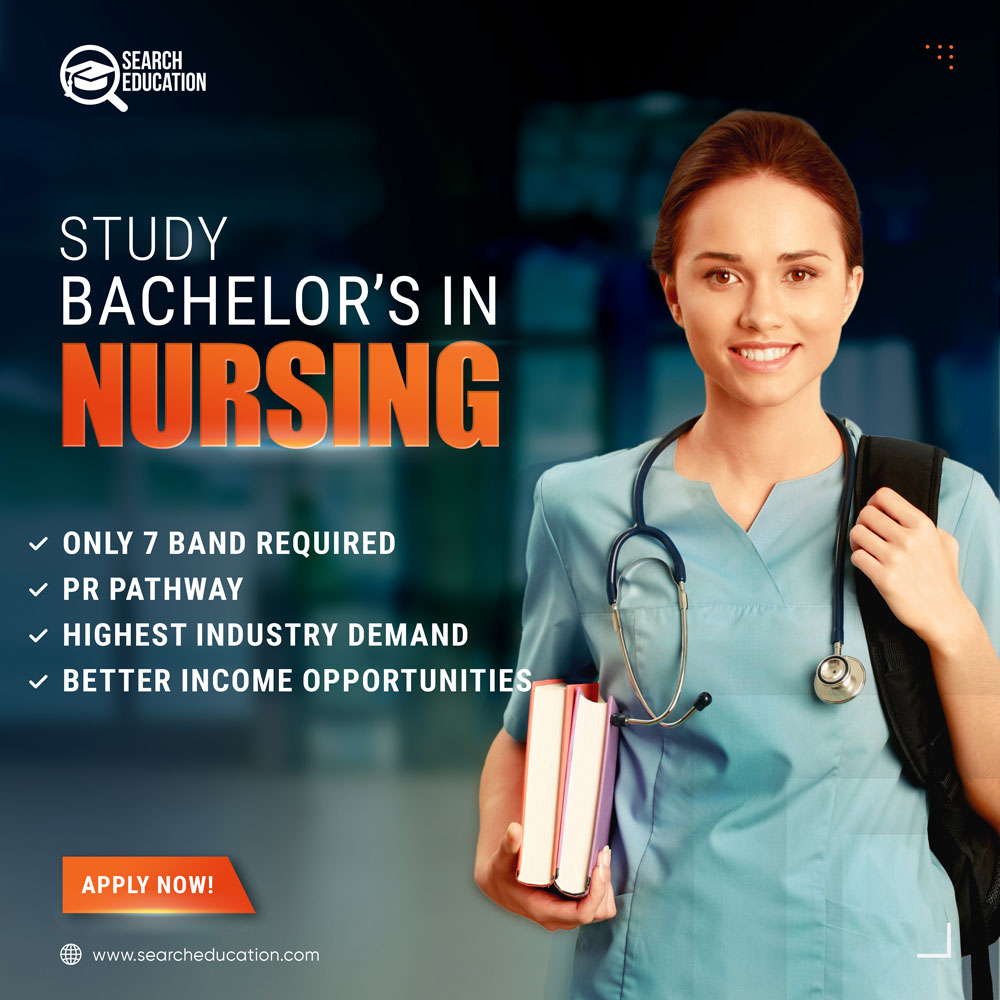 SEARCH
EDUCATION
STUDY
BACHELOR'S IN
NURSING
ONLY 7 BAND REQUIRED
PR PATHWAY
HIGHEST INDUSTRY DEMAND
BETTER INCOME OPPORTUNITIES
APPLY NOW!
www.searcheducation.com